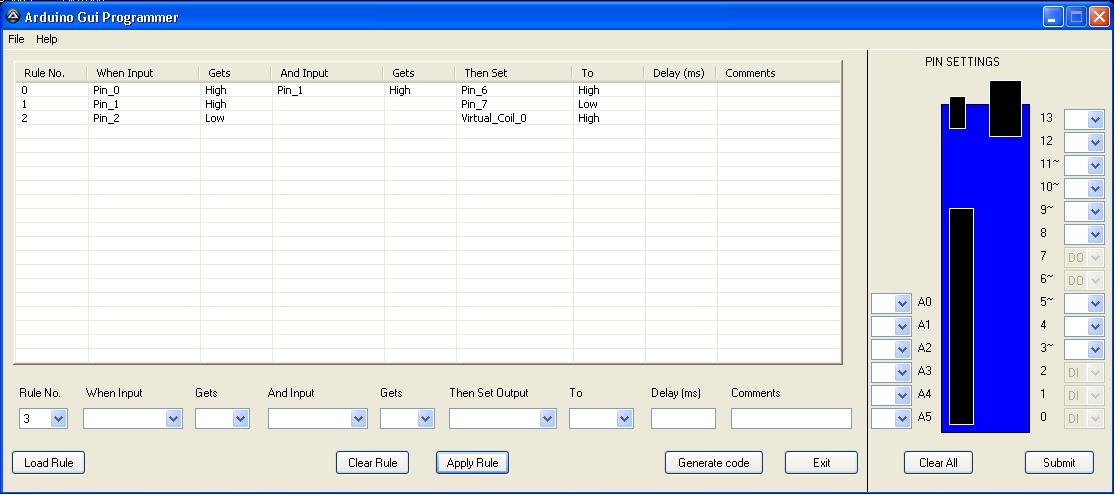 Arduino Gui Programmer
File Help
Rule No. When Input Gets And Input Gets Then Set To Delay (ms) Comments
0 Pin_0 High Pin_1 High Pin_6 High
1 Pin_1 High Pin_7 Low
2 Pin_2 Low Virtual_Coil_0 High
Rule No. When Input Gets And Input Gets Then Set Output To Delay (ms) Comments
3
Load Rule Clear Rule Apply Rule Generate code Exit
PIN SETTINGS
13
12
11~
10~
9~
8
7 DO
6~ DO
A0 5~
A1 4
A2 3~
A3 2 DI
A4 1 DI
A5 0 DI
Clear All Submit